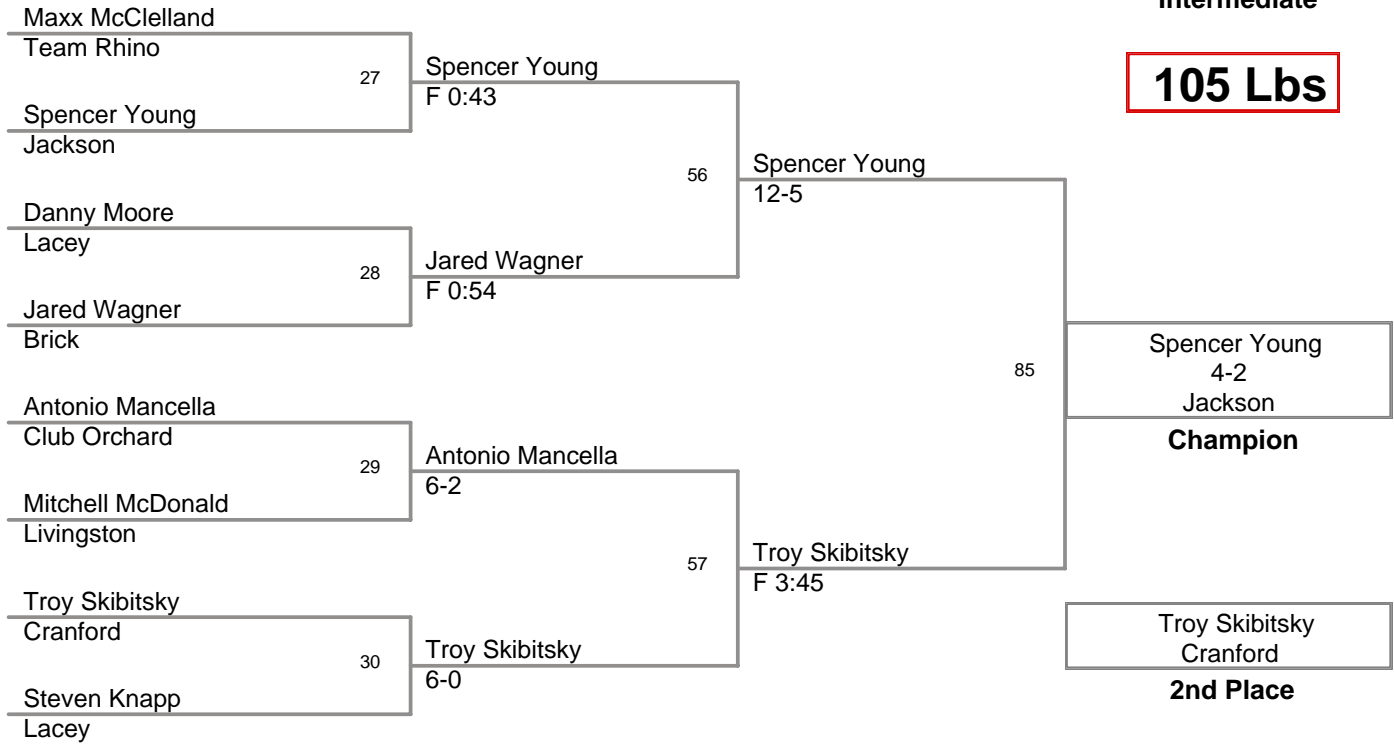 Intermediate
105 Lbs
Maxx McClelland
Team Rhino
27
Spencer Young
F 0:43
Spencer Young
Jackson
56
Spencer Young
12-5
Danny Moore
Lacey
28
Jared Wagner
F 0:54
Jared Wagner
Brick
85
Spencer Young
4-2
Jackson
Champion
Antonio Mancella
Club Orchard
29
Antonio Mancella
6-2
Mitchell McDonald
Livingston
57
Troy Skibitsky
F 3:45
Troy Skibitsky
Cranford
30
Troy Skibitsky
6-0
Steven Knapp
Lacey
Troy Skibitsky
Cranford
2nd Place